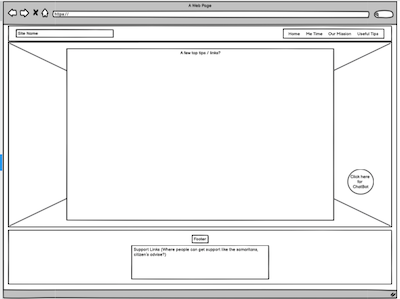 A Web Page
https://
Site Name
Home Me Time Our Mission Useful Tips
A few top tips / links?
Click here
for
ChatBot
Footer
Support Links (Where people can get support like the samaritans,
citizen's advise?)